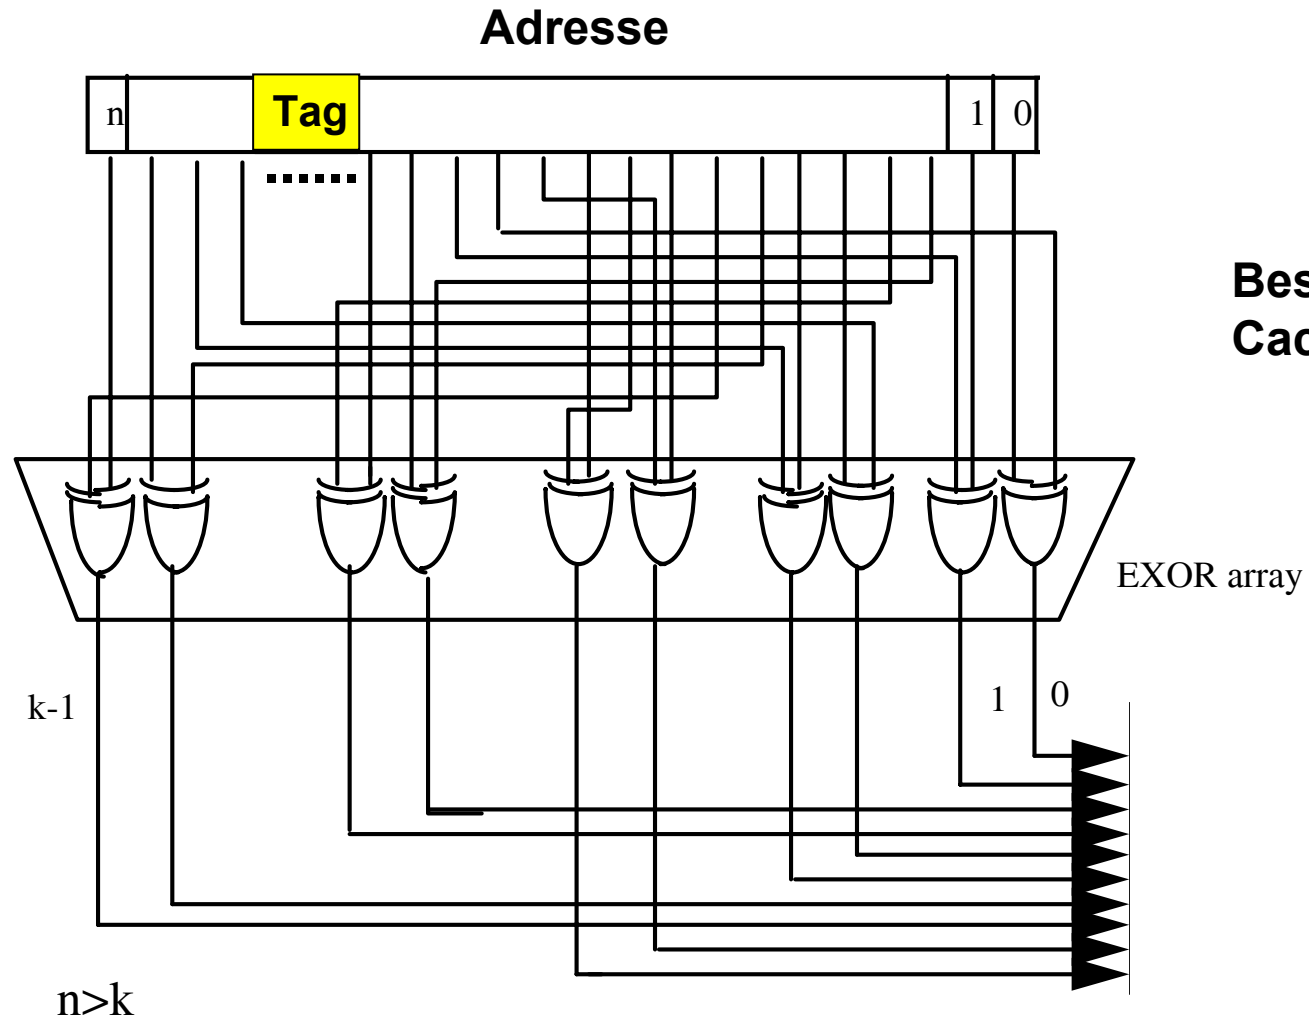 Adresse
n Tag 1 0
Bes
Cac
EXOR array
k-1 1 0
n>k